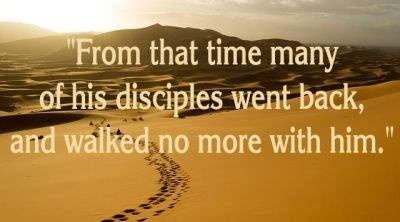 "From that time many
of his disciples went back,
and walked no more with him."